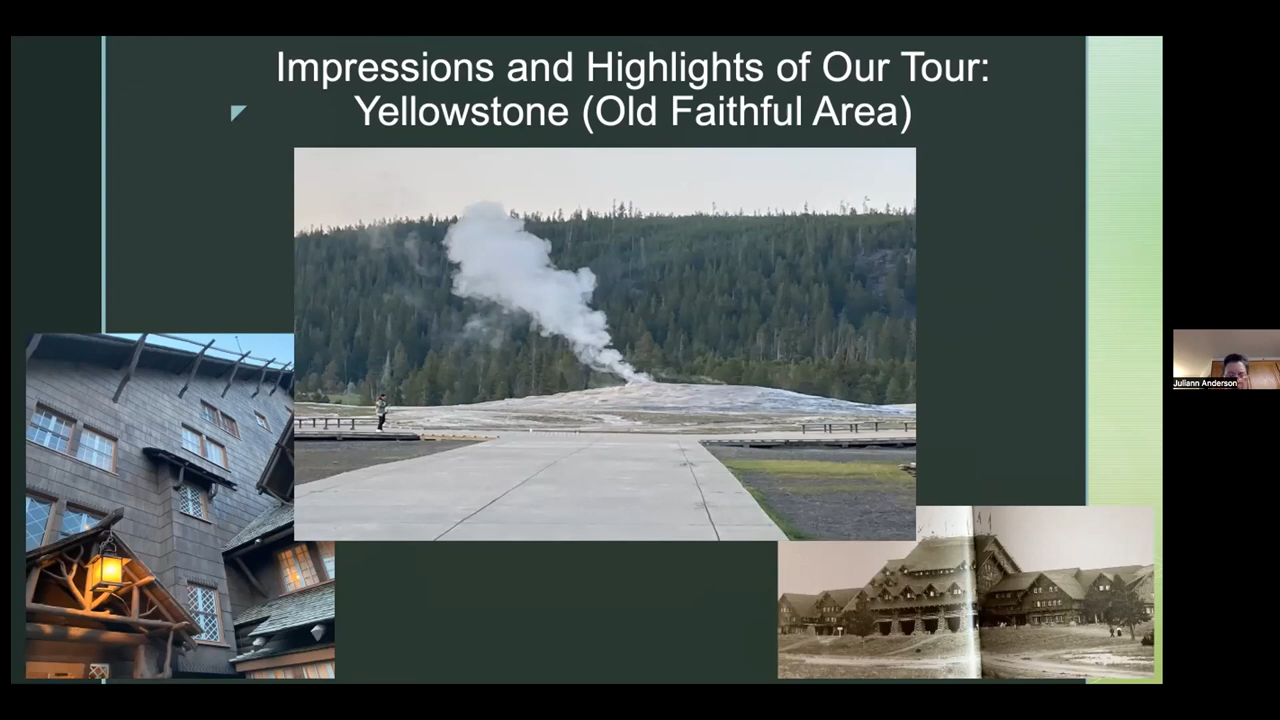 Impressions and Highlights of Our Tour:
Yellowstone (Old Faithful Area)
Juliann Anderson